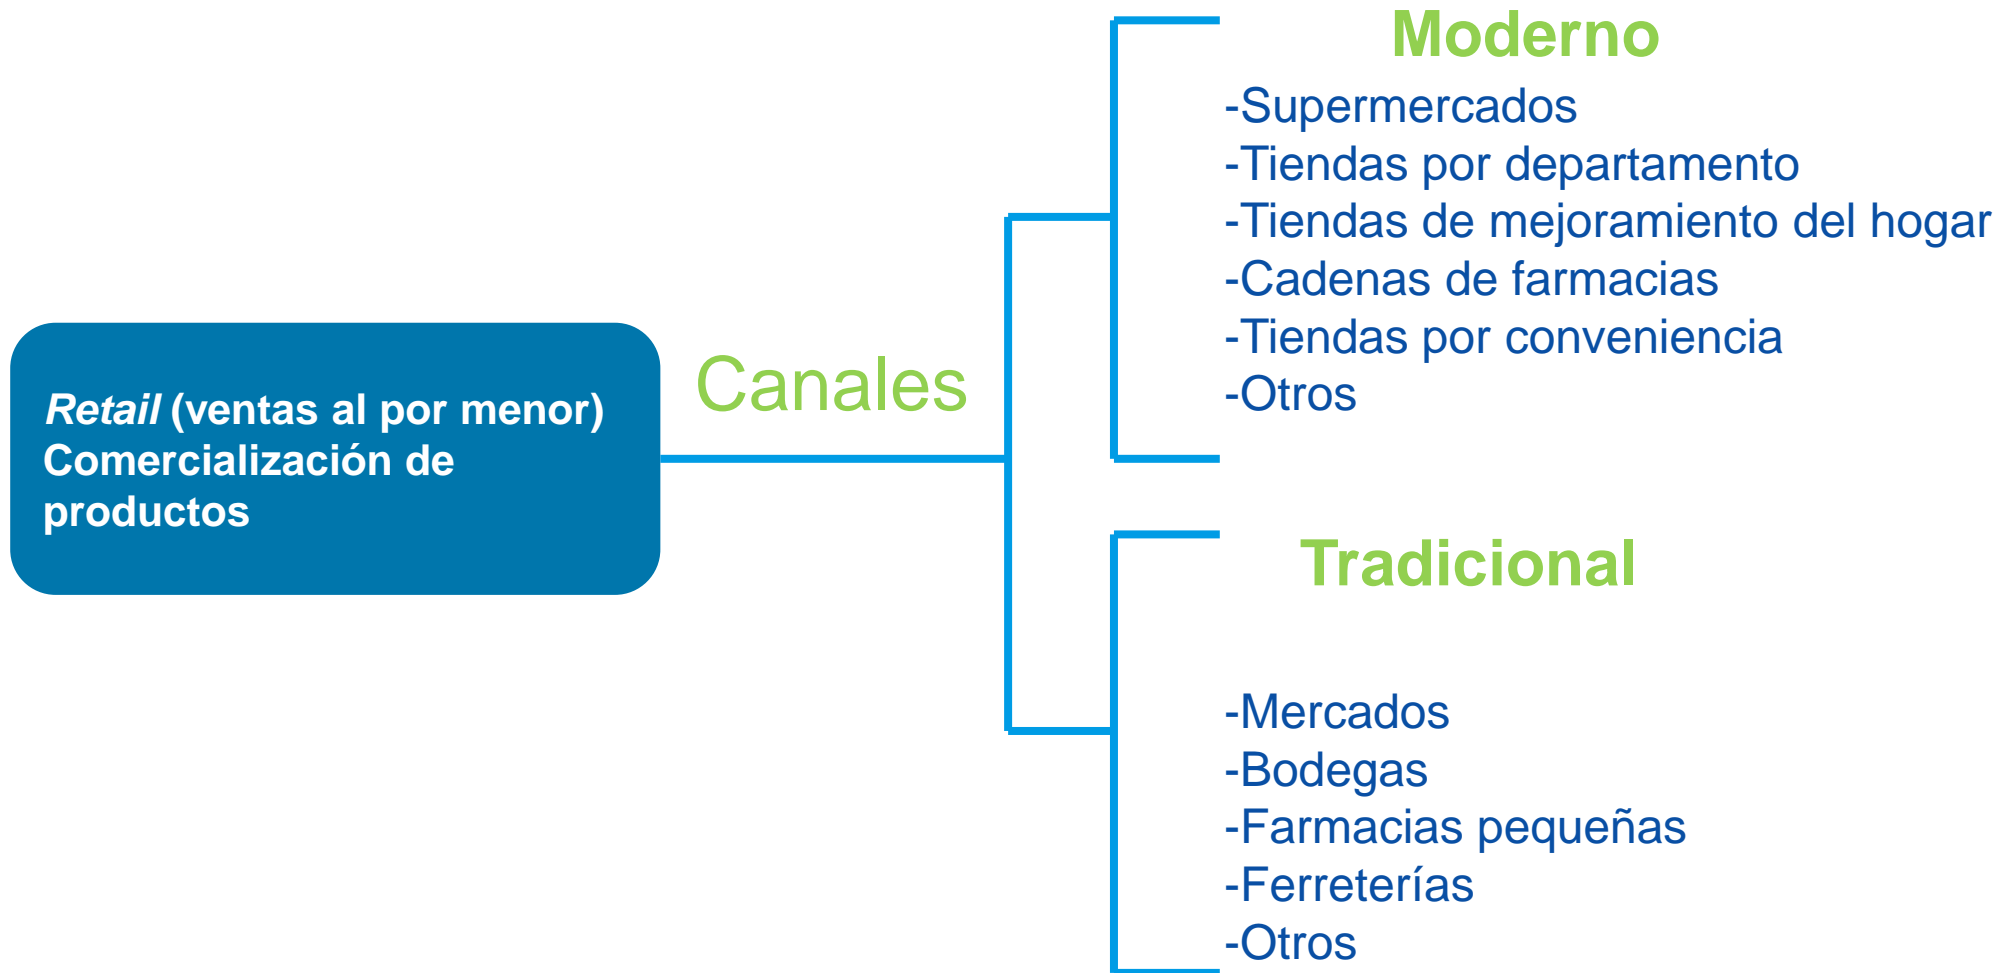 Retail (ventas al por menor)
Comercialización de
productos
Canales
Moderno
-Supermercados
-Tiendas por departamento
-Tiendas de mejoramiento del hogar
-Cadenas de farmacias
-Tiendas por conveniencia
-Otros
Tradicional
-Mercados
-Bodegas
-Farmacias pequeñas
-Ferreterías
-Otros